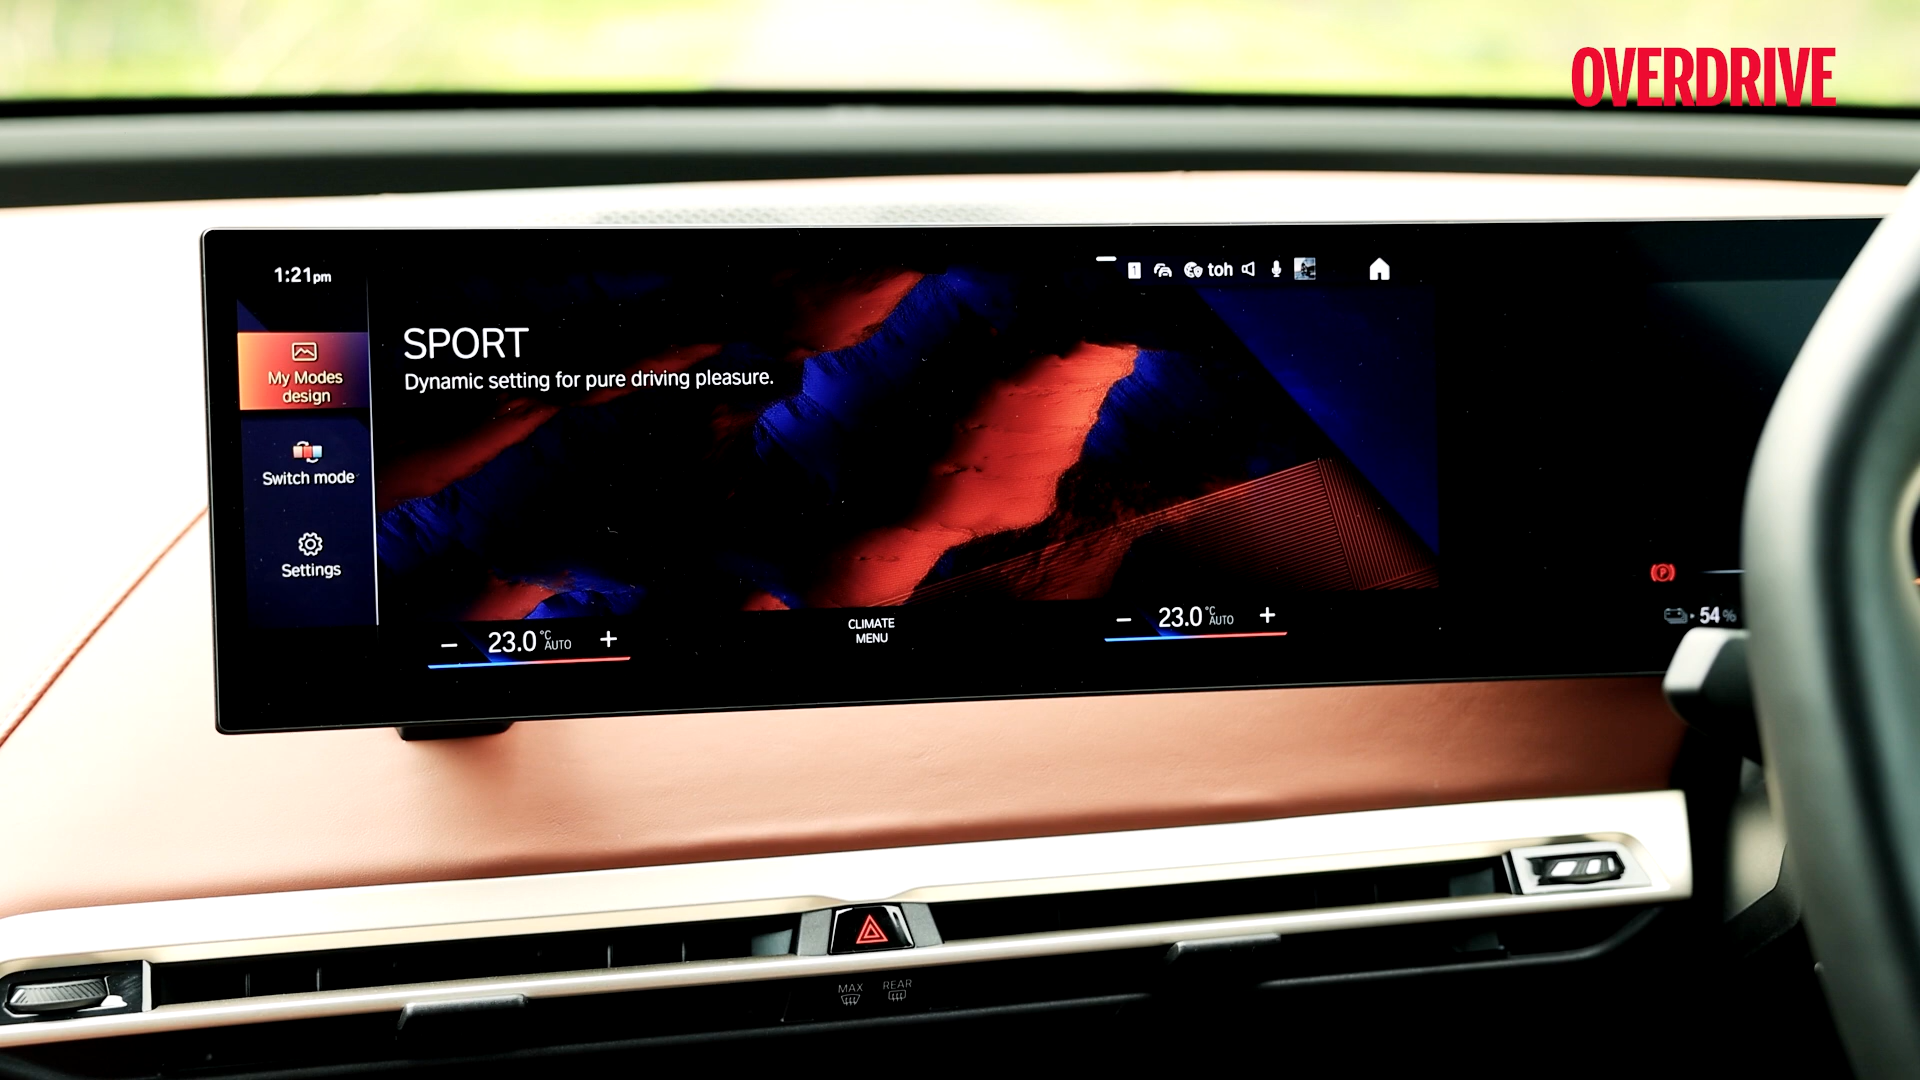 OVERDRIVE
1:21pm
1
toh
My Modes
design
SPORT
Dynamic setting for pure driving pleasure.
Switch mode
Settings
P
54 %
− 23.0 °C AUTO +
CLIMATE
MENU
− 23.0 °C AUTO +
MAX
REAR